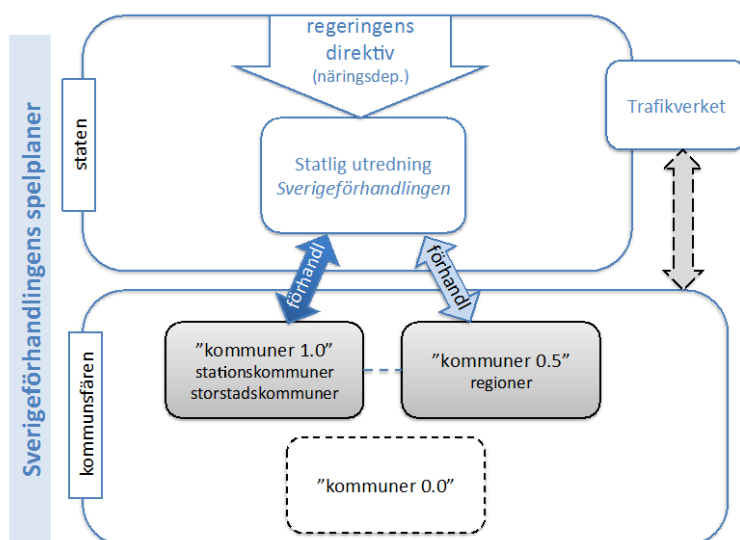 Sverigeförhandlingens spelplaner
staten
regeringens
direktiv
(näringsdep.)
Trafikverket
Statlig utredning
Sverigeförhandlingen
förhandl
förhandl
kommunsfären
”kommuner 1.0”
stationskommuner
storstadskommuner
”kommuner 0.5”
regioner
”kommuner 0.0”